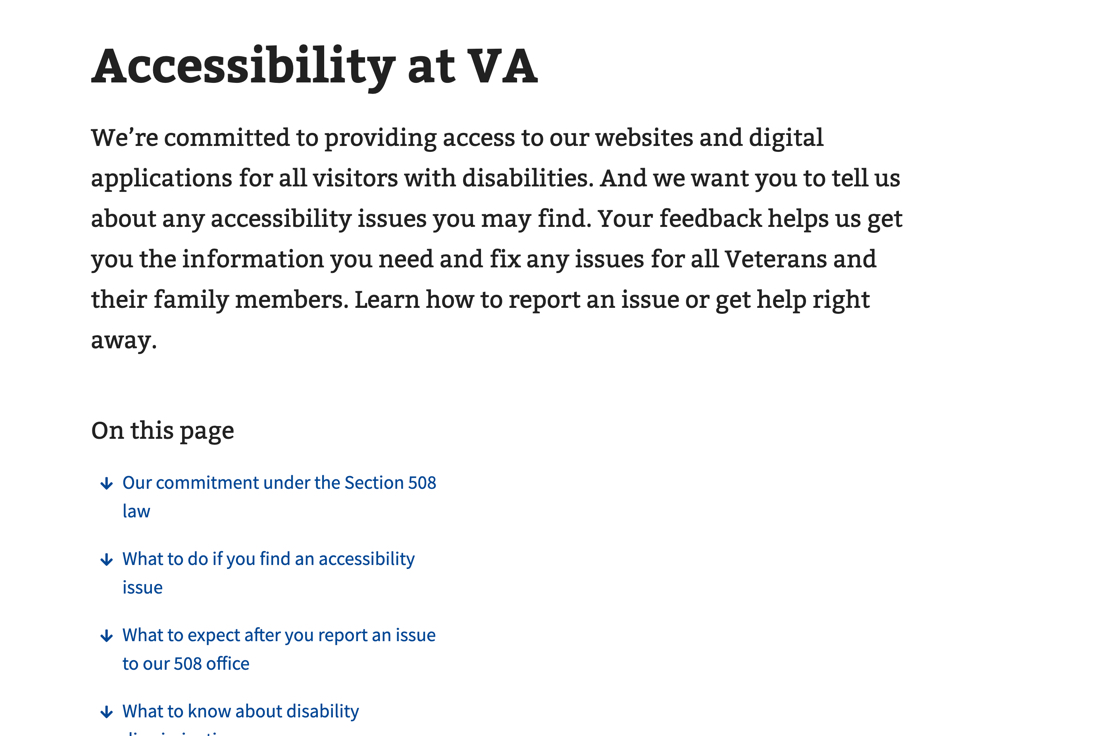 Accessibility at VA
We’re committed to providing access to our websites and digital
applications for all visitors with disabilities. And we want you to tell us
about any accessibility issues you may find. Your feedback helps us get
you the information you need and fix any issues for all Veterans and
their family members. Learn how to report an issue or get help right
away.
On this page
Our commitment under the Section 508
law
What to do if you find an accessibility
issue
What to expect after you report an issue
to our 508 office
What to know about disability